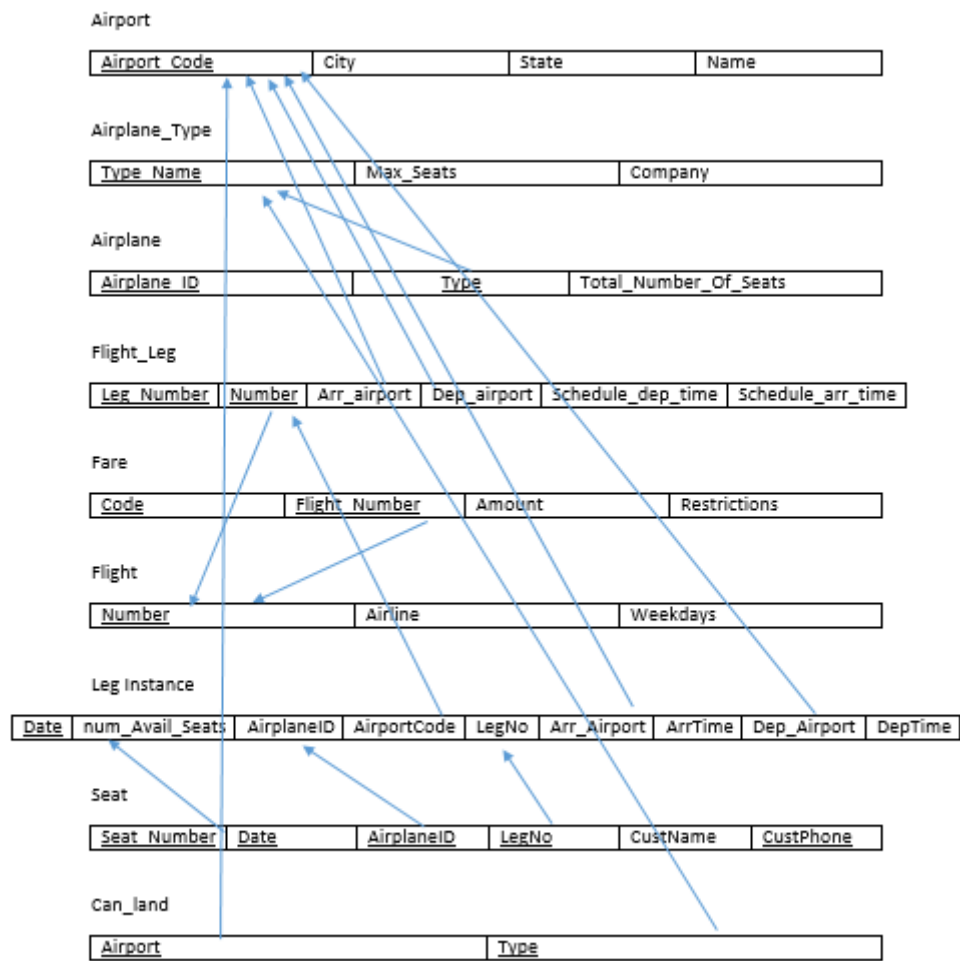 Airport
Airport_Code City State Name
Airplane_Type
Type_Name Max_Seats Company
Airplane
Airplane_ID Type Total_Number_Of_Seats
Flight_Leg
Leg_Number Number Arr_airport Dep_airport Schedule_dep_time Schedule_arr_time
Fare
Code Flight_Number Amount Restrictions
Flight
Number Airline Weekdays
Leg Instance
Date num_Avail_Seats AirplaneID AirportCode LegNo Arr_Airport ArrTime Dep_Airport DepTime
Seat
Seat_Number Date AirplaneID LegNo CustName CustPhone
Can_land
Airport Type